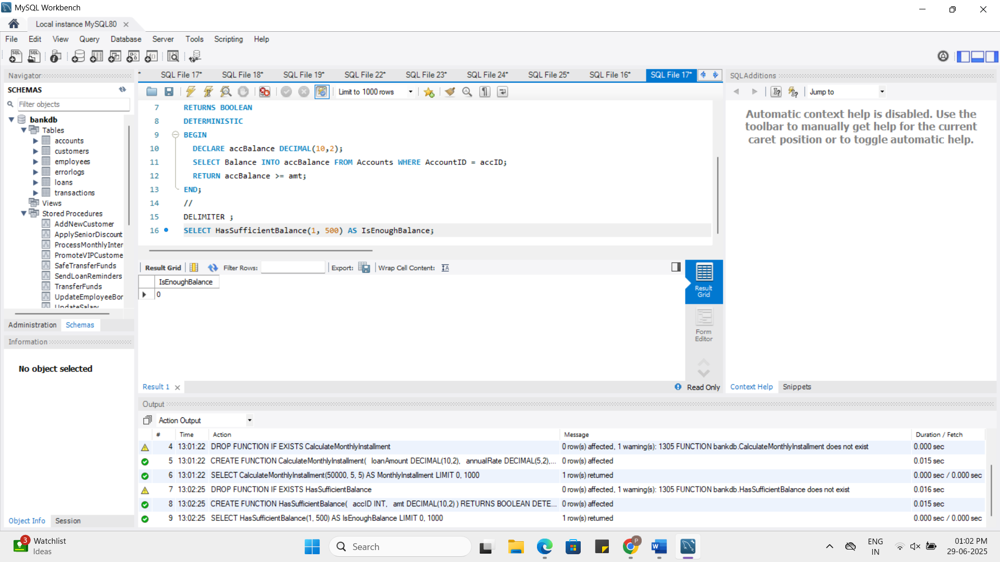 MySQL Workbench
Local instance MySQL80
File Edit View Query Database Server Tools Scripting Help
Navigator
SCHEMAS
Filter objects
bankdb
Tables
accounts
customers
employees
errorlogs
loans
transactions
Views
Stored Procedures
AddNewCustomer
ApplySeniorDiscount
ProcessMonthlyInter
PromoteVIPCustome
SafeTransferFunds
SendLoanReminders
TransferFunds
UpdateEmployeeBor
UpdateSalary
Administration Schemas
Information
No object selected
Object Info Session
* SQL File 17* SQL File 18* SQL File 19* SQL File 22* SQL File 23* SQL File 24* SQL File 25* SQL File 16* SQL File 17*
Limit to 1000 rows
7 RETURNS BOOLEAN
8 DETERMINISTIC
9 BEGIN
10 DECLARE accBalance DECIMAL(10,2);
11 SELECT Balance INTO accBalance FROM Accounts WHERE AccountID = accID;
12 RETURN accBalance >= amt;
13 END;
14 //
15 DELIMITER ;
16 SELECT HasSufficientBalance(1, 500) AS IsEnoughBalance;
Result Grid Filter Rows: Export: Wrap Cell Content:
IsEnoughBalance
0
Result
Grid
Form
Editor
Result 1
Read Only
SQLAdditions
Jump to
Automatic context help is disabled. Use the
toolbar to manually get help for the current
caret position or to toggle automatic help.
Context Help Snippets
Output
Action Output
# Time Action Message Duration / Fetch
4 13:01:22 DROP FUNCTION IF EXISTS CalculateMonthlyInstallment 0 row(s) affected, 1 warning(s): 1305 FUNCTION bankdb.CalculateMonthlyInstallment does not exist 0.000 sec
5 13:01:22 CREATE FUNCTION CalculateMonthlyInstallment( loanAmount DECIMAL(10,2), annualRate DECIMAL(5,2),... 0 row(s) affected 0.015 sec
6 13:01:22 SELECT CalculateMonthlyInstallment(50000, 5, 5) AS MonthlyInstallment LIMIT 0, 1000 1 row(s) returned 0.000 sec / 0.000 sec
7 13:02:25 DROP FUNCTION IF EXISTS HasSufficientBalance 0 row(s) affected, 1 warning(s): 1305 FUNCTION bankdb.HasSufficientBalance does not exist 0.016 sec
8 13:02:25 CREATE FUNCTION HasSufficientBalance( accID INT, amt DECIMAL(10,2) ) RETURNS BOOLEAN DETE... 0 row(s) affected 0.015 sec
9 13:02:25 SELECT HasSufficientBalance(1, 500) AS IsEnoughBalance LIMIT 0, 1000 1 row(s) returned 0.000 sec / 0.000 sec
3
Watchlist
Ideas
Search
P
W
ENG
IN
01:02 PM
29-06-2025